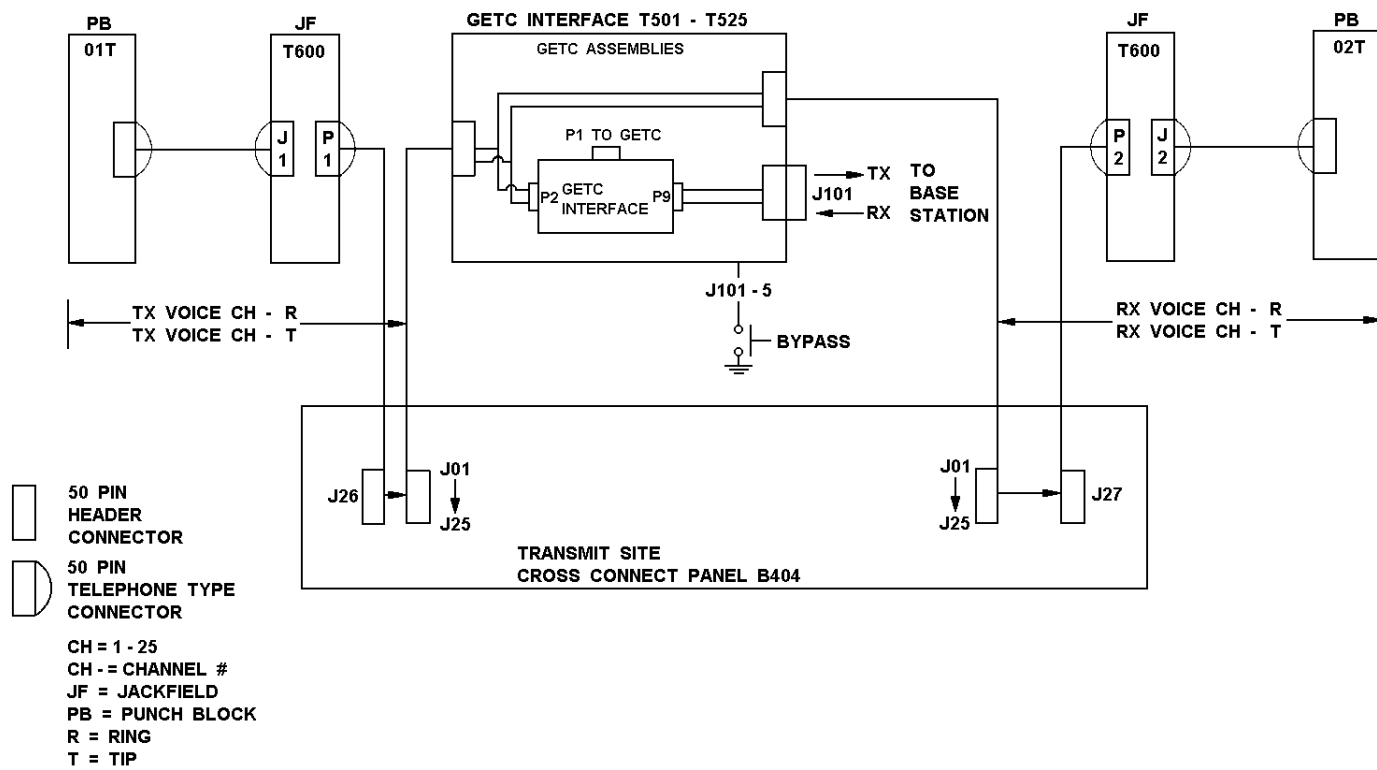 PB
01T
JF
T600
J
1
P
1
GETC INTERFACE T501 - T525
GETC ASSEMBLIES
P1 TO GETC
P2
GETC
INTERFACE
P9
J101
TX
RX
TO
BASE
STATION
JF
T600
P
2
J
2
PB
02T
J101 - 5
BYPASS
TX VOICE CH - R
TX VOICE CH - T
RX VOICE CH - R
RX VOICE CH - T
J26
J01
J25
J01
J25
J27
TRANSMIT SITE
CROSS CONNECT PANEL B404
50 PIN
HEADER
CONNECTOR
50 PIN
TELEPHONE TYPE
CONNECTOR
CH = 1 - 25
CH - = CHANNEL #
JF = JACKFIELD
PB = PUNCH BLOCK
R = RING
T = TIP